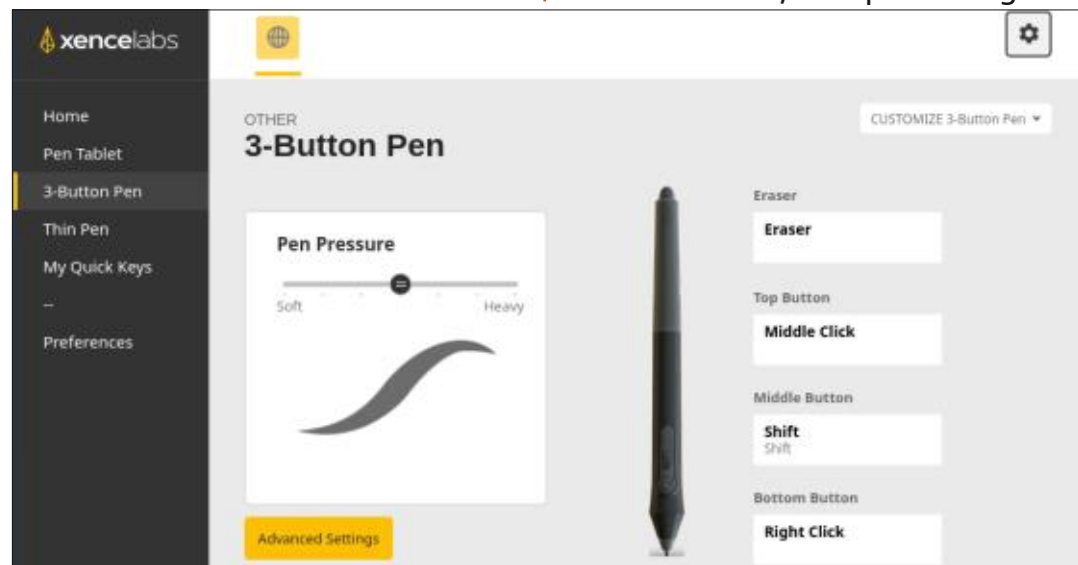 xencelabs
Home
Pen Tablet
3-Button Pen
Thin Pen
My Quick Keys
--
Preferences
OTHER
3-Button Pen
CUSTOMIZE 3-Button Pen
Pen Pressure
Soft
Heavy
Advanced Settings
Eraser
Eraser
Top Button
Middle Click
Middle Button
Shift
Shift
Bottom Button
Right Click